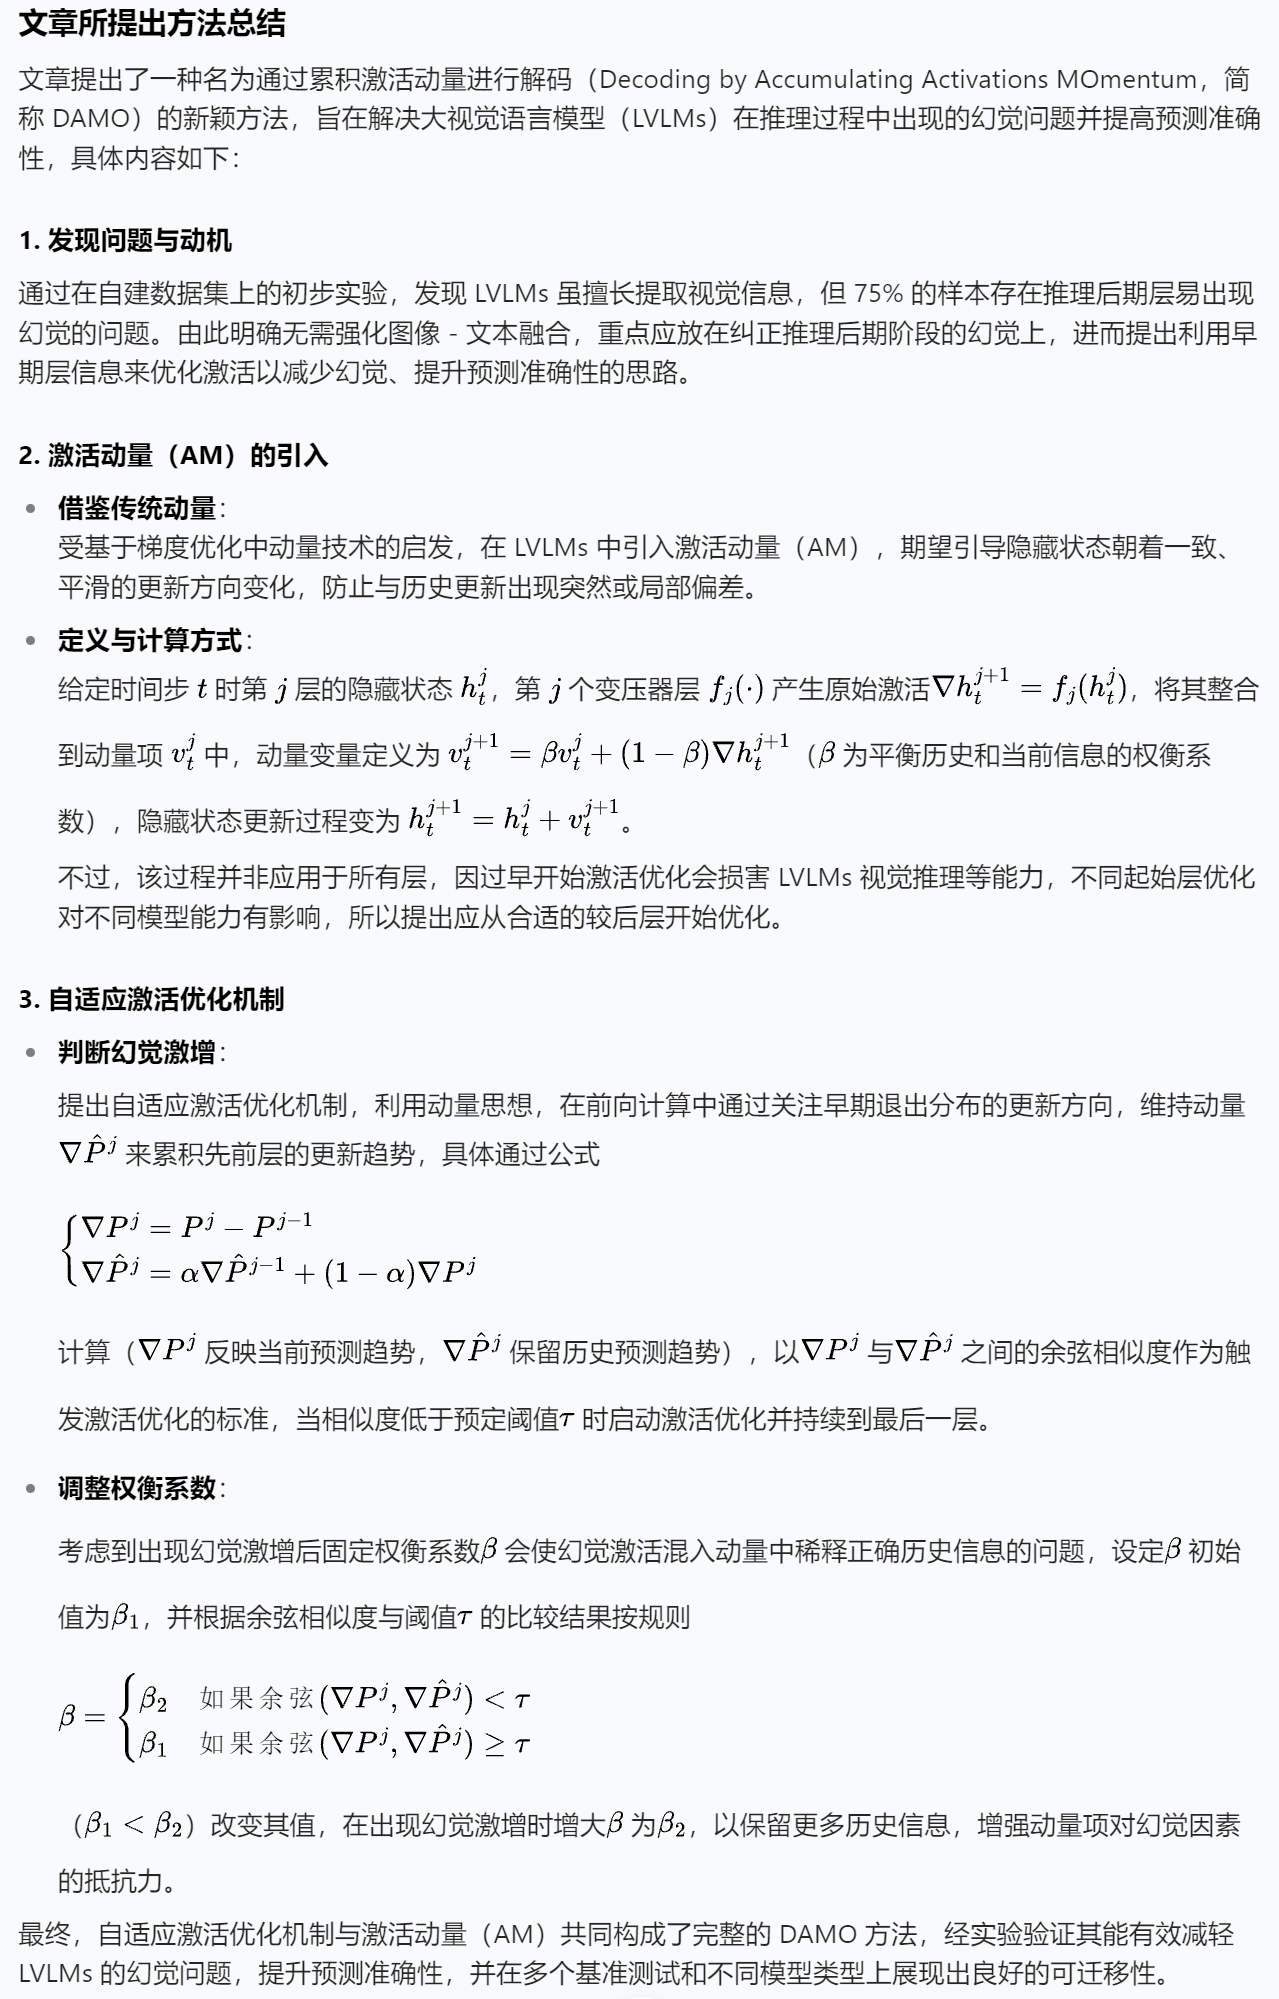 文章所提出方法总结
文章提出了一种名为通过累积激活动量进行解码（Decoding by Accumulating Activations MOmentum，简
称 DAMO）的新颖方法，旨在解决大视觉语言模型（LVLMs）在推理过程中出现的幻觉问题并提高预测准确
性，具体内容如下：
1. 发现问题与动机
通过在自建数据集上的初步实验，发现 LVLMs 虽擅长提取视觉信息，但 75% 的样本存在推理后期层易出现
幻觉的问题。由此明确无需强化图像 - 文本融合，重点应放在纠正推理后期阶段的幻觉上，进而提出利用早
期层信息来优化激活以减少幻觉、提升预测准确性的思路。
2. 激活动量（AM）的引入
• 借鉴传统动量：
受基于梯度优化中动量技术的启发，在 LVLMs 中引入激活动量（AM），期望引导隐藏状态朝着一致、
平滑的更新方向变化，防止与历史更新出现突然或局部偏差。
• 定义与计算方式：
给定时间步 $t$ 时第 $j$ 层的隐藏状态 $h_t^j$，第 $j$ 个变压器层 $f_j(\cdot)$ 产生原始激活$\nabla h_t^{j+1} = f_j(h_t^j)$，将其整合
到动量项 $v_t^j$ 中，动量变量定义为 $v_t^{j+1} = \beta v_t^j + (1 - \beta)\nabla h_t^{j+1}$（$\beta$ 为平衡历史和当前信息的权衡系
数），隐藏状态更新过程变为 $h_t^{j+1} = h_t^j + v_t^{j+1}$。
不过，该过程并非应用于所有层，因过早开始激活优化会损害 LVLMs 视觉推理等能力，不同起始层优化
对不同模型能力有影响，所以提出应从合适的较后层开始优化。
3. 自适应激活优化机制
• 判断幻觉激增：
提出自适应激活优化机制，利用动量思想，在前向计算中通过关注早期退出分布的更新方向，维持动量
$\nabla \hat{P}^j$ 来累积先前层的更新趋势，具体通过公式
$\begin{cases} \nabla P^j = P^j - P^{j-1} \\
\nabla \hat{P}^j = \alpha \nabla \hat{P}^{j-1} + (1 - \alpha)\nabla P^j \end{cases}$
计算（$\nabla P^j$ 反映当前预测趋势，$\nabla \hat{P}^j$ 保留历史预测趋势），以$\nabla P^j$ 与$\nabla \hat{P}^j$ 之间的余弦相似度作为触
发激活优化的标准，当相似度低于预定阈值$\tau$ 时启动激活优化并持续到最后一层。
• 调整权衡系数：
考虑到出现幻觉激增后固定权衡系数$\beta$ 会使幻觉激活混入动量中稀释正确历史信息的问题，设定$\beta$ 初始
值为$\beta_1$，并根据余弦相似度与阈值$\tau$ 的比较结果按规则
$\beta = \begin{cases} \beta_2 & 如果余弦(\nabla P^j, \nabla \hat{P}^j) < \tau \\
\beta_1 & 如果余弦(\nabla P^j, \nabla \hat{P}^j) \geq \tau \end{cases}$
（$\beta_1 < \beta_2$）改变其值，在出现幻觉激增时增大$\beta$ 为$\beta_2$，以保留更多历史信息，增强动量项对幻觉因素
的抵抗力。
最终，自适应激活优化机制与激活动量（AM）共同构成了完整的 DAMO 方法，经实验验证其能有效减轻
LVLMs 的幻觉问题，提升预测准确性，并在多个基准测试和不同模型类型上展现出良好的可迁移性。